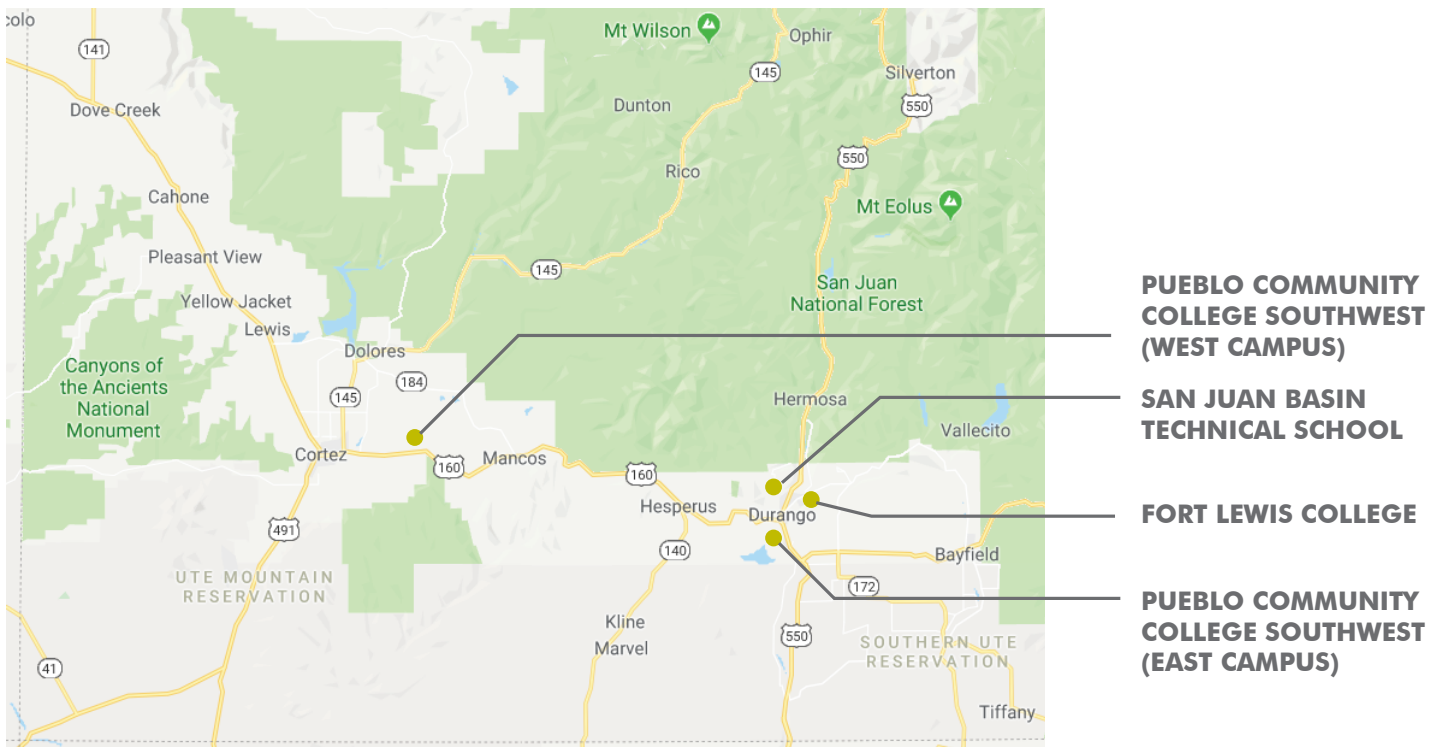 colo
141
Mt Wilson
Ophir
145
Silverton
550
Dove Creek
Dunton
550
Rico
Cahone
Mt Eolus
Pleasant View
145
San Juan
National Forest
Yellow Jacket
Lewis
Dolores
Canyons of
the Ancients
National
Monument
184
145
Hermosa
Vallecito
Cortez
160
Mancos
160
Hesperus
Durango
491
140
Bayfield
UTE MOUNTAIN
RESERVATION
172
Kline
Marvel
550
SOUTHERN UTE
RESERVATION
41
Tiffany
PUEBLO COMMUNITY
COLLEGE SOUTHWEST
(WEST CAMPUS)
SAN JUAN BASIN
TECHNICAL SCHOOL
FORT LEWIS COLLEGE
PUEBLO COMMUNITY
COLLEGE SOUTHWEST
(EAST CAMPUS)